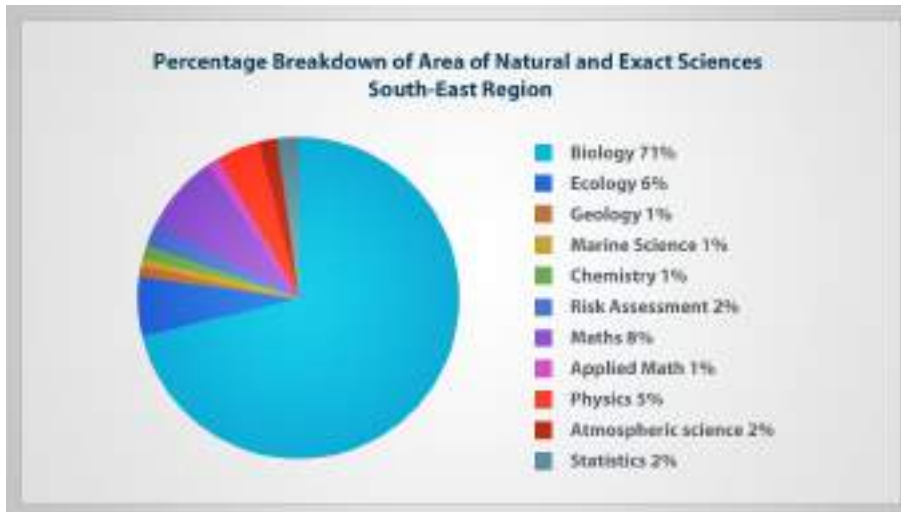 Percentage Breakdown of Area of Natural and Exact Sciences
South-East Region
Biology 71%
Ecology 6%
Geology 1%
Marine Science 1%
Chemistry 1%
Risk Assessment 2%
Maths 8%
Applied Math 1%
Physics 5%
Atmospheric science 2%
Statistics 2%